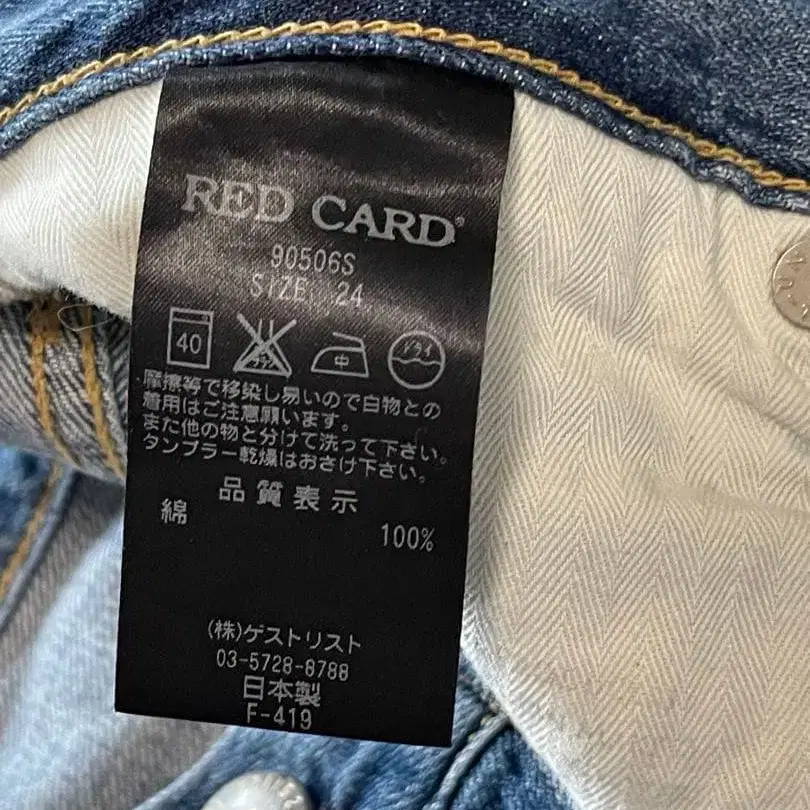 RED CARD®
90506S
SIZE 24
40 中 ドライ
摩擦等で移染し易いので白物との
着用はご注意願います。
また他の物と分けて洗って下さい。
タンブラー乾燥はおさけ下さい。
品質表示
綿 100%
(株)ゲストリスト
03-5728-8788
日本製
F-419